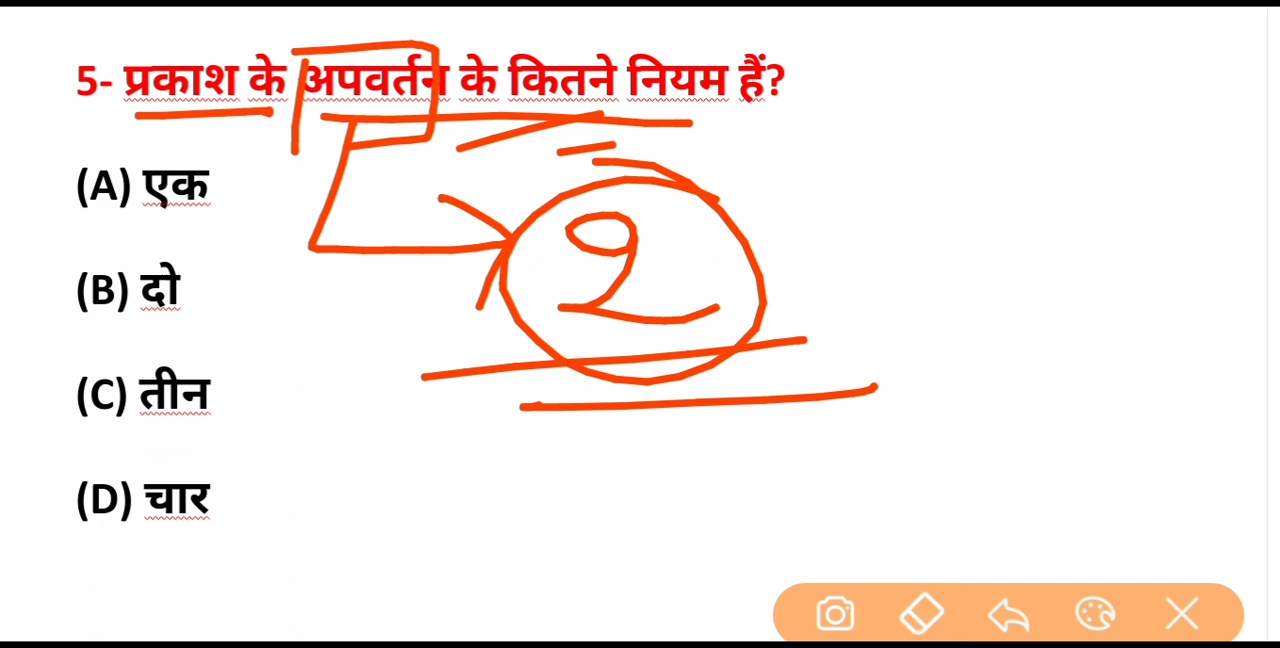 5- प्रकाश के अपवर्तन के कितने नियम हैं?
(A) एक
(B) दो
2
(C) तीन
(D) चार